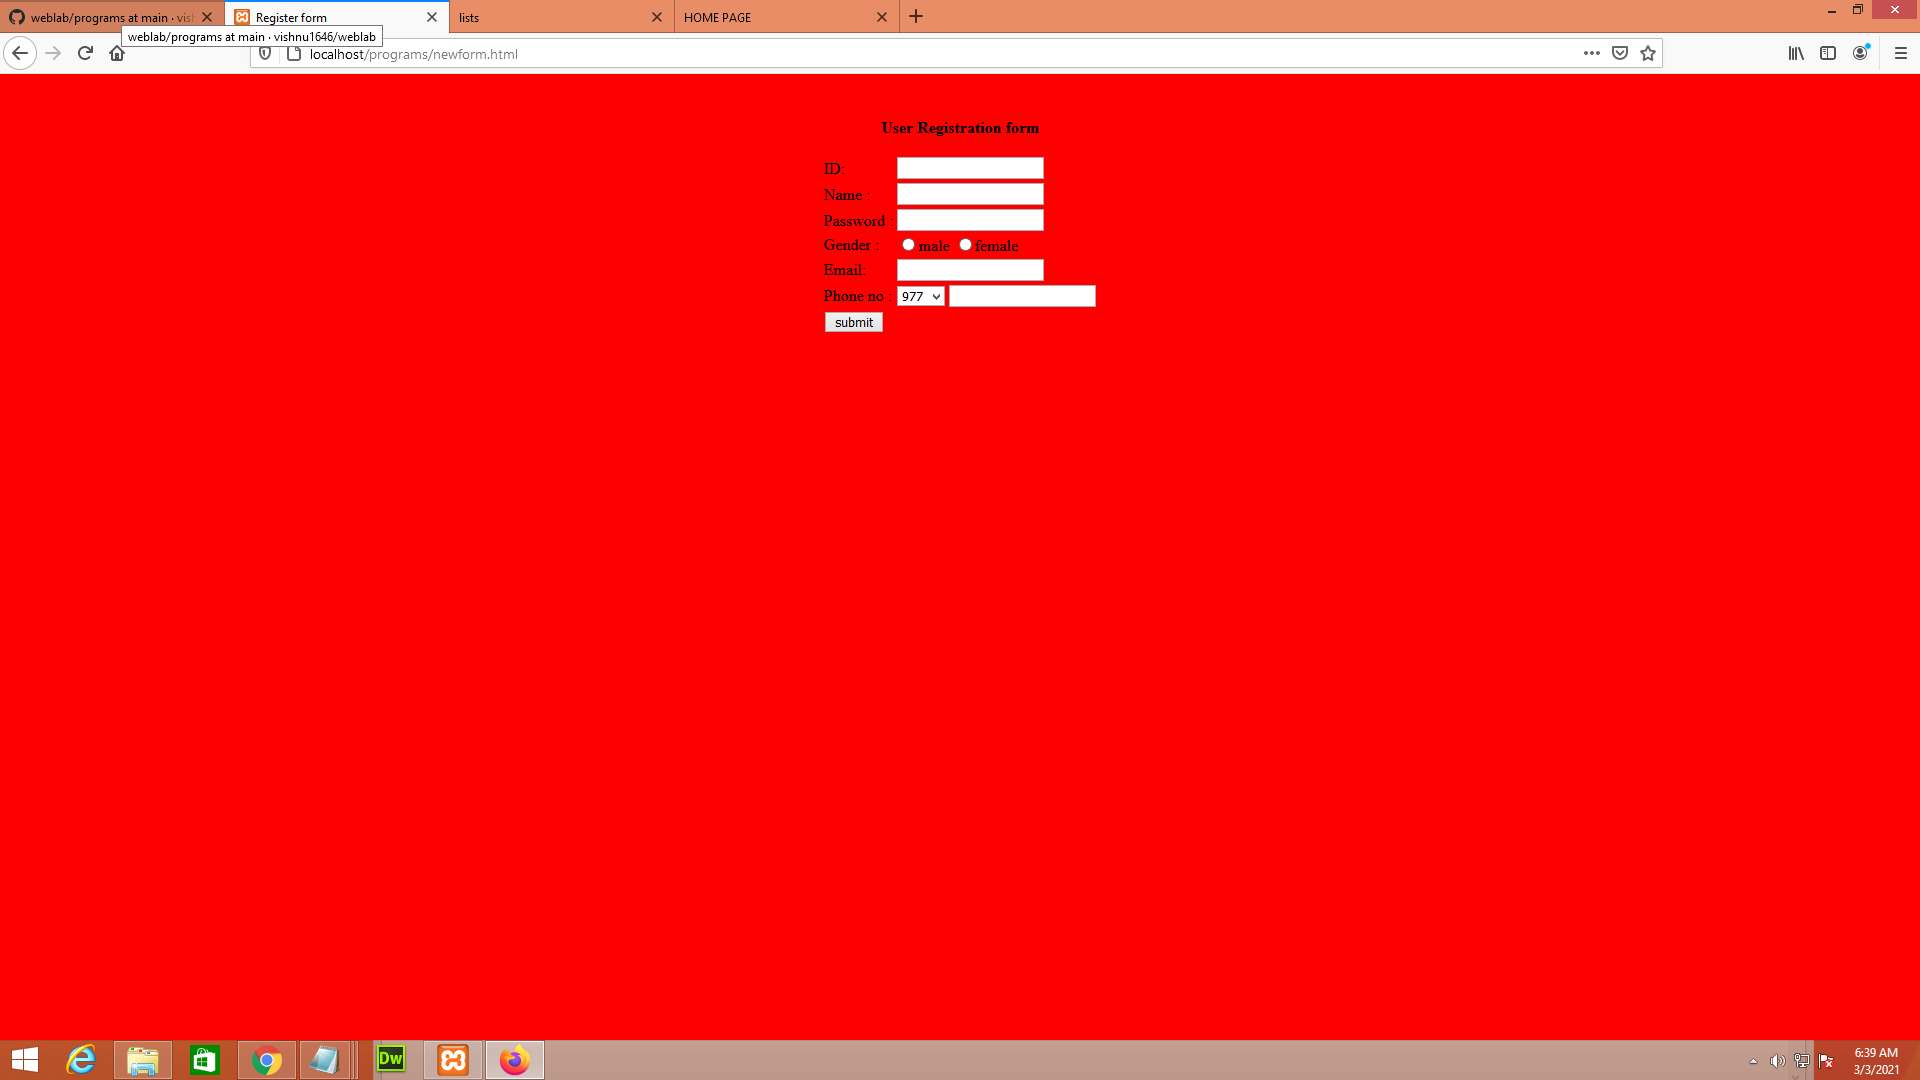 weblab/programs at main · vis
Register form
lists
HOME PAGE
weblab/programs at main · vishnu1646/weblab
localhost/programs/newform.html
User Registration form
ID:
Name :
Password :
Gender : male female
Email:
Phone no : 977
submit
Dw
6:39 AM
3/3/2021